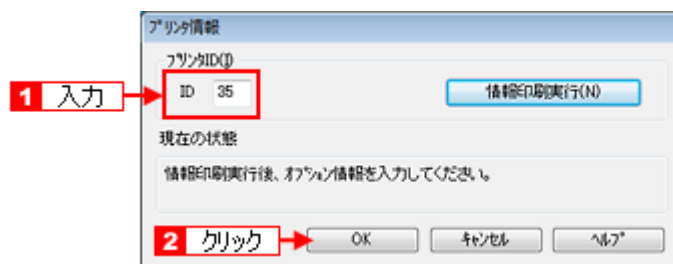 プリンタ情報
プリンタID(J)
1 入力
ID 35
情報印刷実行(N)
現在の状態
情報印刷実行後、オプション情報を入力してください。
2 クリック
OK
キャンセル
ヘルプ